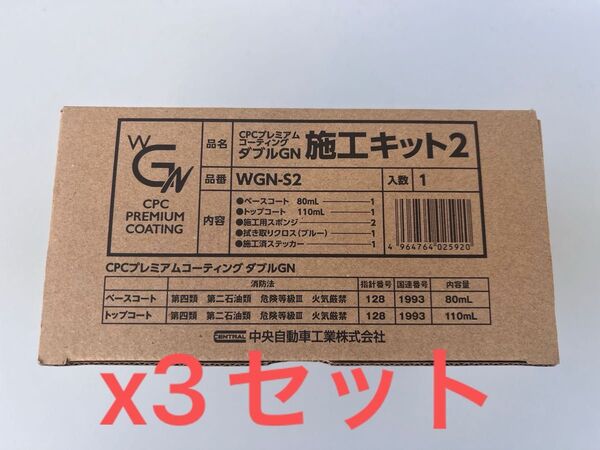 WGN
CPC
PREMIUM
COATING
品名 CPCプレミアムコーティング ダブルGN 施工キット2
品番 WGN-S2 入数 1
内容
●ベースコート 80mL 1
●トップコート 110mL 1
●施工用スポンジ 2
●拭き取りクロス(ブルー) 1
●施工済ステッカー 1
4 964764 025920
CPCプレミアムコーティング ダブルGN
消防法 指針番号 国連番号 内容量
ベースコート 第四類 第二石油類 危険等級Ⅲ 火気厳禁 128 1993 80mL
トップコート 第四類 第二石油類 危険等級Ⅲ 火気厳禁 128 1993 110mL
CENTRAL 中央自動車工業株式会社
x3セット